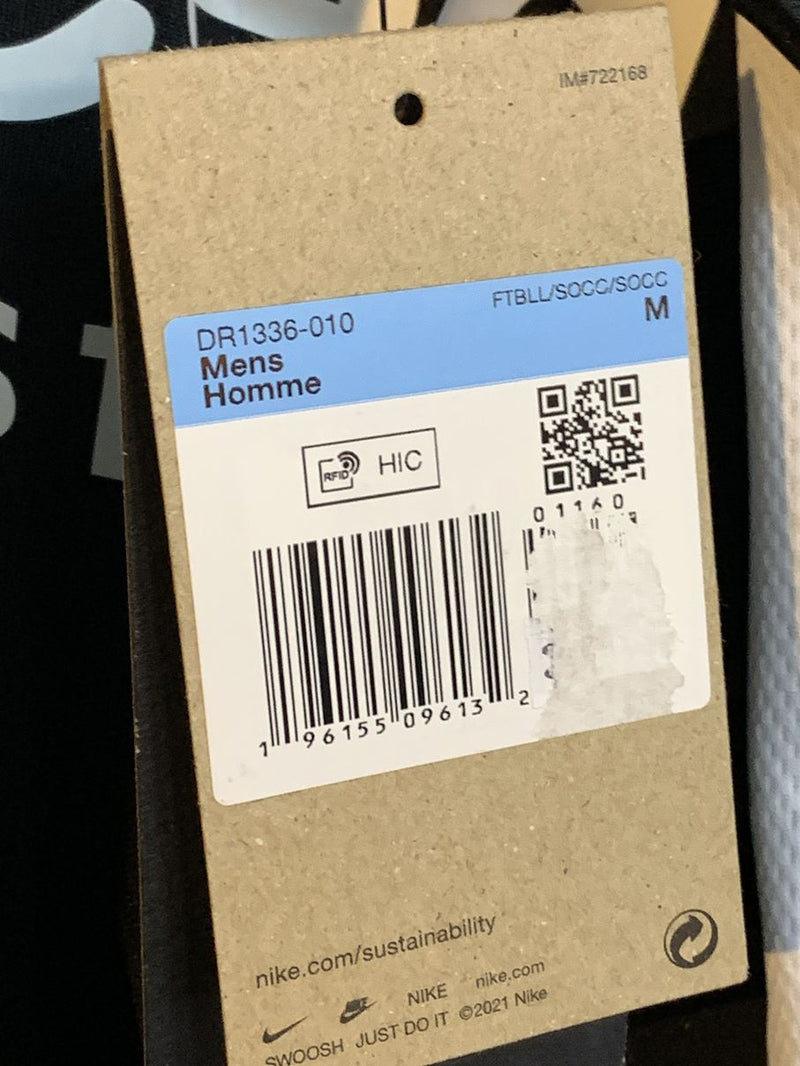 IM#722168
DR1336-010
FTBLL/SOCC/SOCC
Mens
M
Homme
RFID HIC
01160
1 96155 09613 2
nike.com/sustainability
NIKE nike.com
SWOOSH JUST DO IT ©2021 Nike